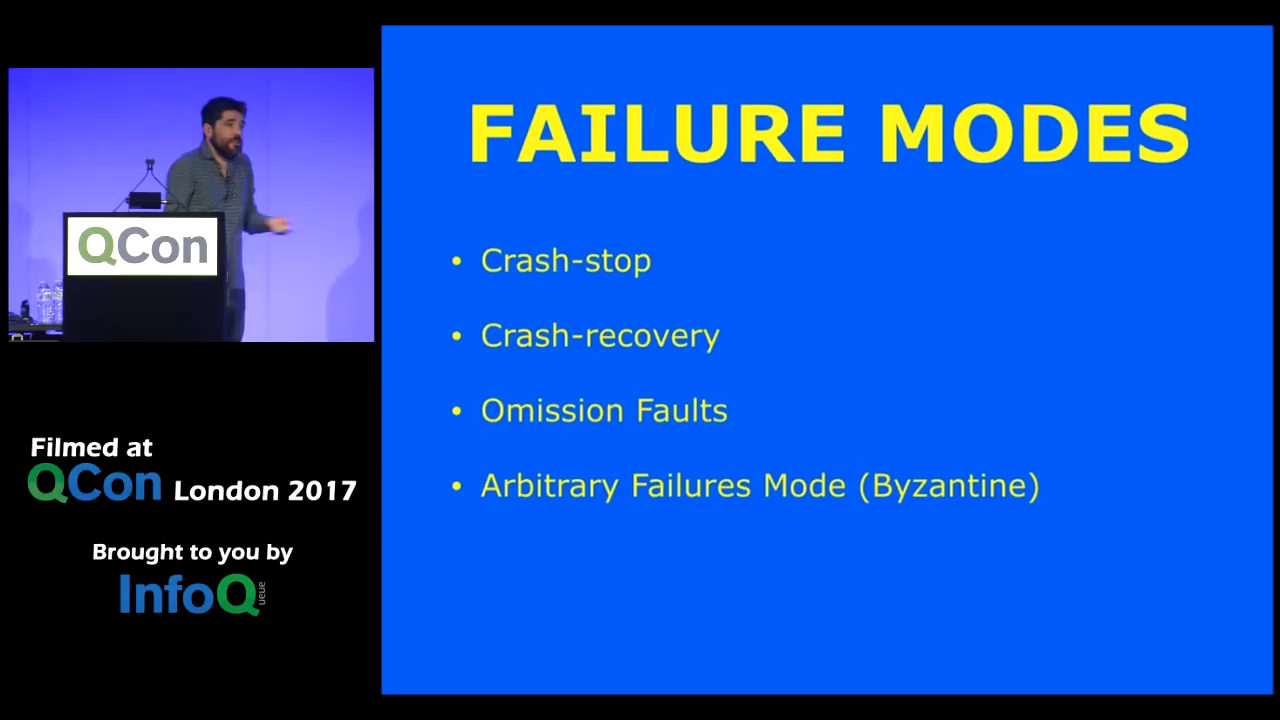 QCon
Filmed at
QCon London 2017
Brought to you by
InfoQueue
FAILURE MODES
• Crash-stop
• Crash-recovery
• Omission Faults
• Arbitrary Failures Mode (Byzantine)